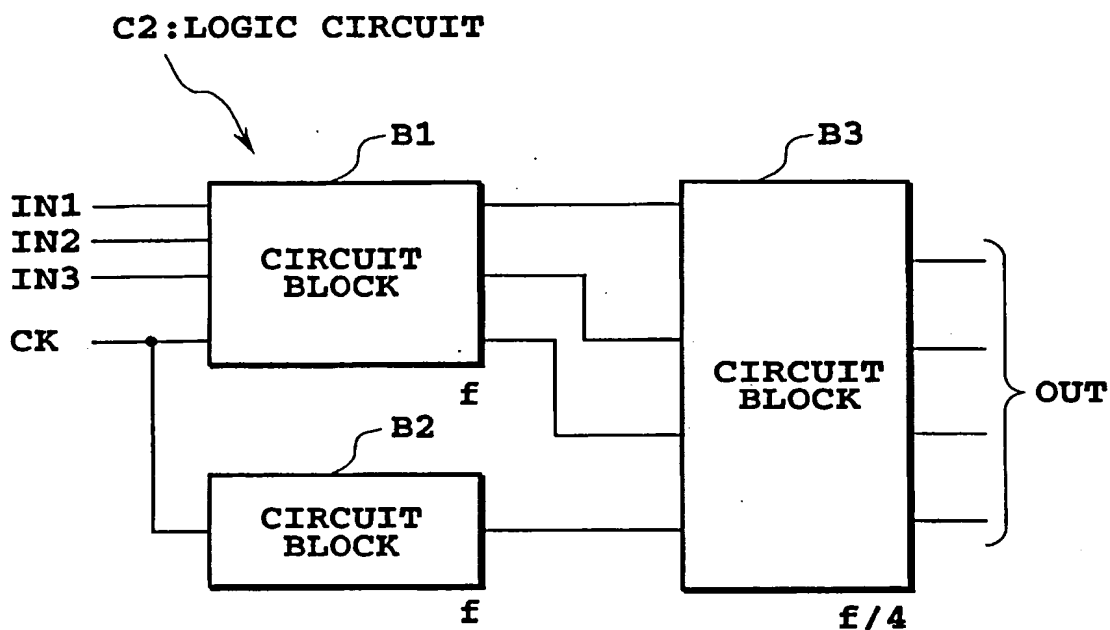 C2:LOGIC CIRCUIT
B1
B3
IN1
IN2
IN3
CK
CIRCUIT
BLOCK
f
CIRCUIT
BLOCK
OUT
B2
CIRCUIT
BLOCK
f
f/4